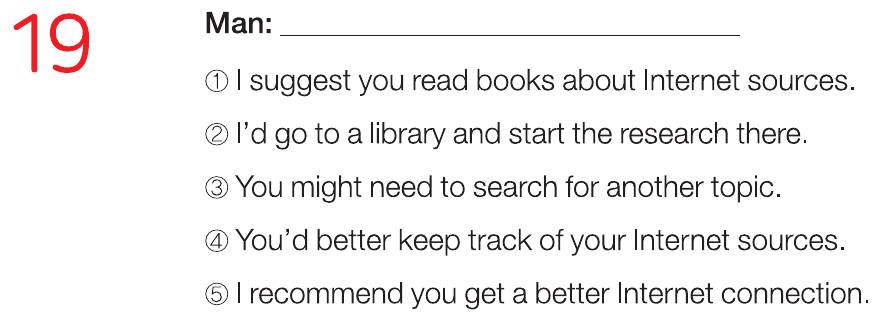 19
Man: ______________________________
① I suggest you read books about Internet sources.
② I'd go to a library and start the research there.
③ You might need to search for another topic.
④ You'd better keep track of your Internet sources.
⑤ I recommend you get a better Internet connection.